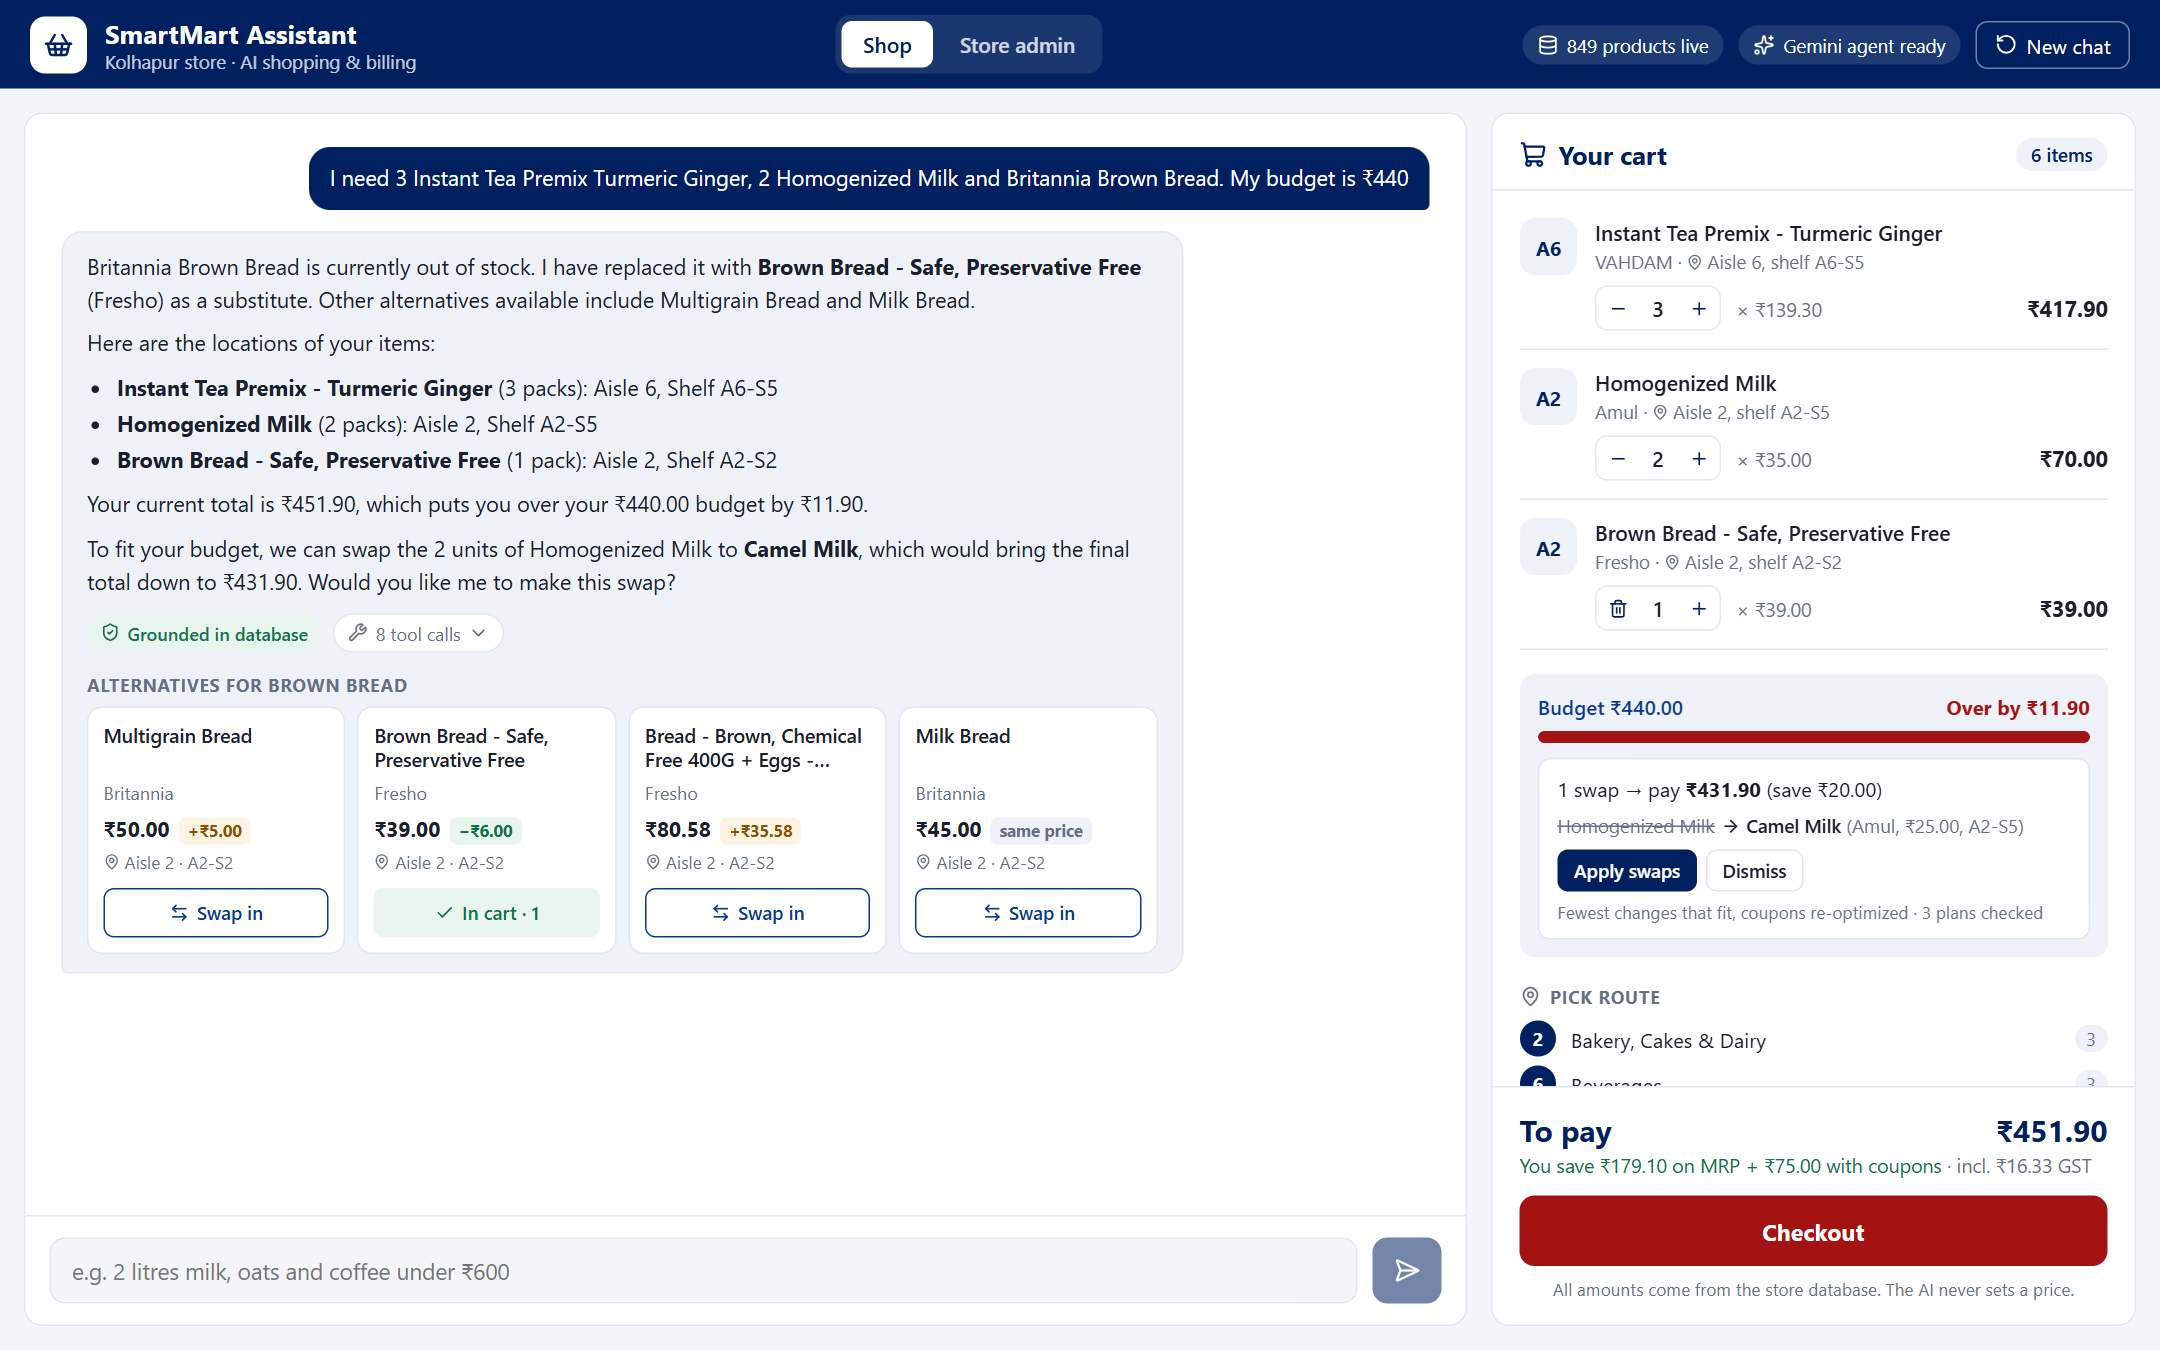 SmartMart Assistant
Kolhapur store · AI shopping & billing
Shop
Store admin
849 products live
Gemini agent ready
New chat
I need 3 Instant Tea Premix Turmeric Ginger, 2 Homogenized Milk and Britannia Brown Bread. My budget is ₹440
Britannia Brown Bread is currently out of stock. I have replaced it with Brown Bread - Safe, Preservative Free
(Fresho) as a substitute. Other alternatives available include Multigrain Bread and Milk Bread.
Here are the locations of your items:
• Instant Tea Premix - Turmeric Ginger (3 packs): Aisle 6, Shelf A6-S5
• Homogenized Milk (2 packs): Aisle 2, Shelf A2-S5
• Brown Bread - Safe, Preservative Free (1 pack): Aisle 2, Shelf A2-S2
Your current total is ₹451.90, which puts you over your ₹440.00 budget by ₹11.90.
To fit your budget, we can swap the 2 units of Homogenized Milk to Camel Milk, which would bring the final
total down to ₹431.90. Would you like me to make this swap?
Grounded in database
8 tool calls
ALTERNATIVES FOR BROWN BREAD
Multigrain Bread
Britannia
₹50.00 +₹5.00
Aisle 2 · A2-S2
Swap in
Brown Bread - Safe,
Preservative Free
Fresho
₹39.00 −₹6.00
Aisle 2 · A2-S2
In cart · 1
Bread - Brown, Chemical
Free 400G + Eggs -...
Fresho
₹80.58 +₹35.58
Aisle 2 · A2-S2
Swap in
Milk Bread
Britannia
₹45.00 same price
Aisle 2 · A2-S2
Swap in
e.g. 2 litres milk, oats and coffee under ₹600
Your cart
6 items
A6
Instant Tea Premix - Turmeric Ginger
VAHDAM · Aisle 6, shelf A6-S5
− 3 + × ₹139.30
₹417.90
A2
Homogenized Milk
Amul · Aisle 2, shelf A2-S5
− 2 + × ₹35.00
₹70.00
A2
Brown Bread - Safe, Preservative Free
Fresho · Aisle 2, shelf A2-S2
1 + × ₹39.00
₹39.00
Budget ₹440.00
Over by ₹11.90
1 swap → pay ₹431.90 (save ₹20.00)
Homogenized Milk → Camel Milk (Amul, ₹25.00, A2-S5)
Apply swaps
Dismiss
Fewest changes that fit, coupons re-optimized · 3 plans checked
PICK ROUTE
2 Bakery, Cakes & Dairy 3
6 Beverages 3
To pay
₹451.90
You save ₹179.10 on MRP + ₹75.00 with coupons · incl. ₹16.33 GST
Checkout
All amounts come from the store database. The AI never sets a price.